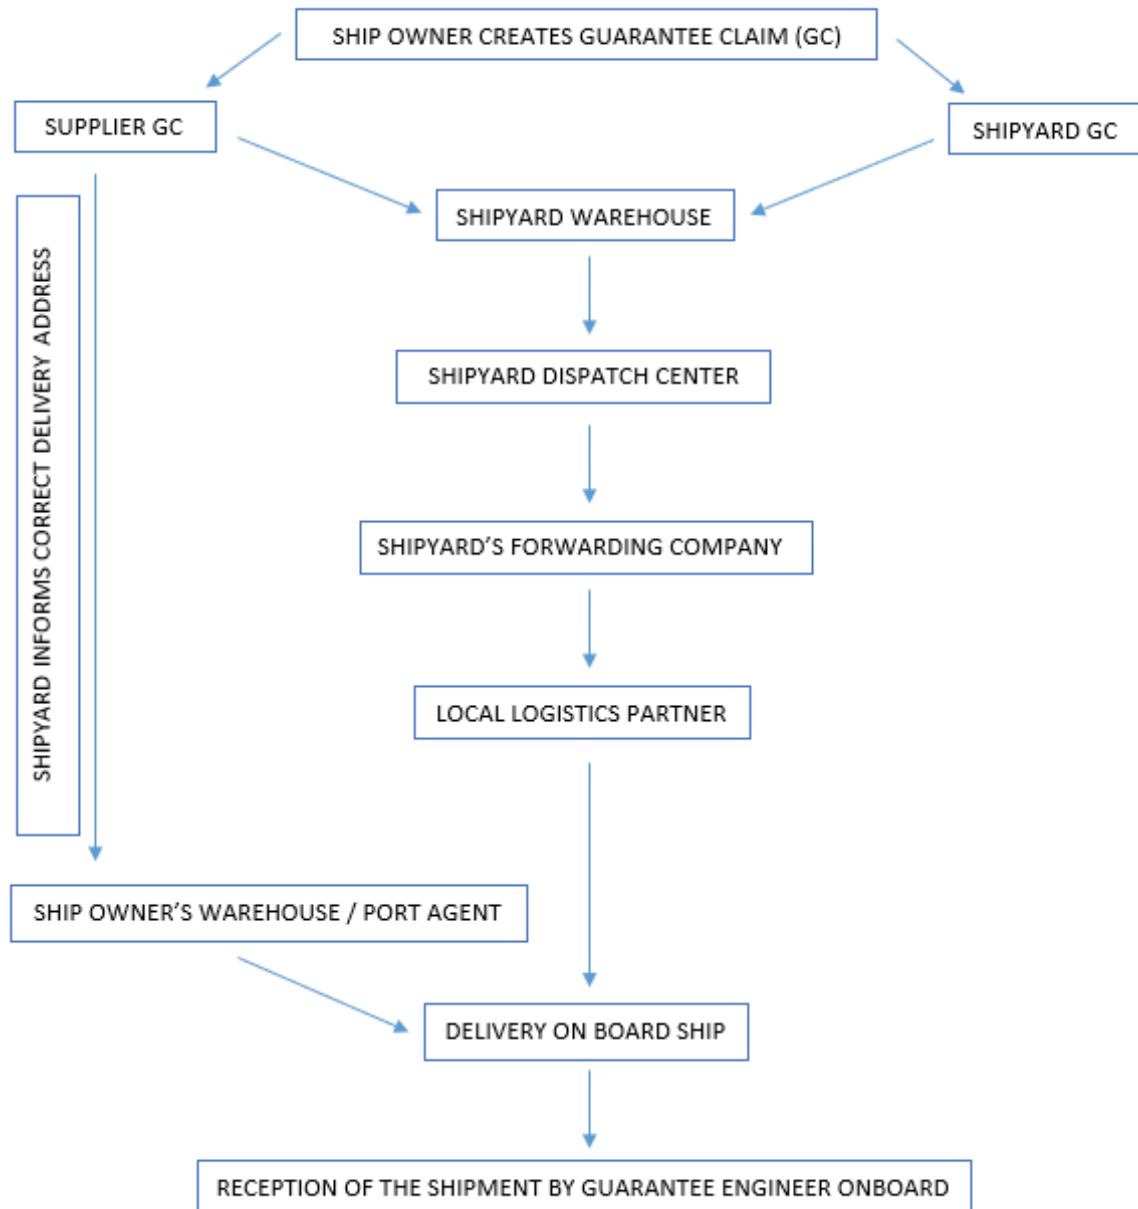 SHIP OWNER CREATES GUARANTEE CLAIM (GC)
SUPPLIER GC
SHIPYARD GC
SHIPYARD WAREHOUSE
SHIPYARD INFORMS CORRECT DELIVERY ADDRESS
SHIPYARD DISPATCH CENTER
SHIPYARD’S FORWARDING COMPANY
LOCAL LOGISTICS PARTNER
SHIP OWNER’S WAREHOUSE / PORT AGENT
DELIVERY ON BOARD SHIP
RECEPTION OF THE SHIPMENT BY GUARANTEE ENGINEER ONBOARD